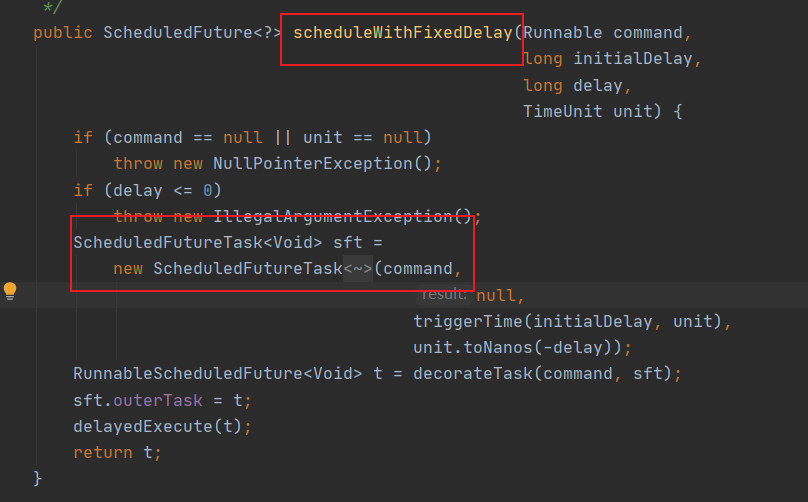 */
public ScheduledFuture<?> scheduleWithFixedDelay(Runnable command,
long initialDelay,
long delay,
TimeUnit unit) {
if (command == null || unit == null)
throw new NullPointerException();
if (delay <= 0)
throw new IllegalArgumentException();
ScheduledFutureTask<Void> sft =
new ScheduledFutureTask<~>(command,
result: null,
triggerTime(initialDelay, unit),
unit.toNanos(-delay));
RunnableScheduledFuture<Void> t = decorateTask(command, sft);
sft.outerTask = t;
delayedExecute(t);
return t;
}